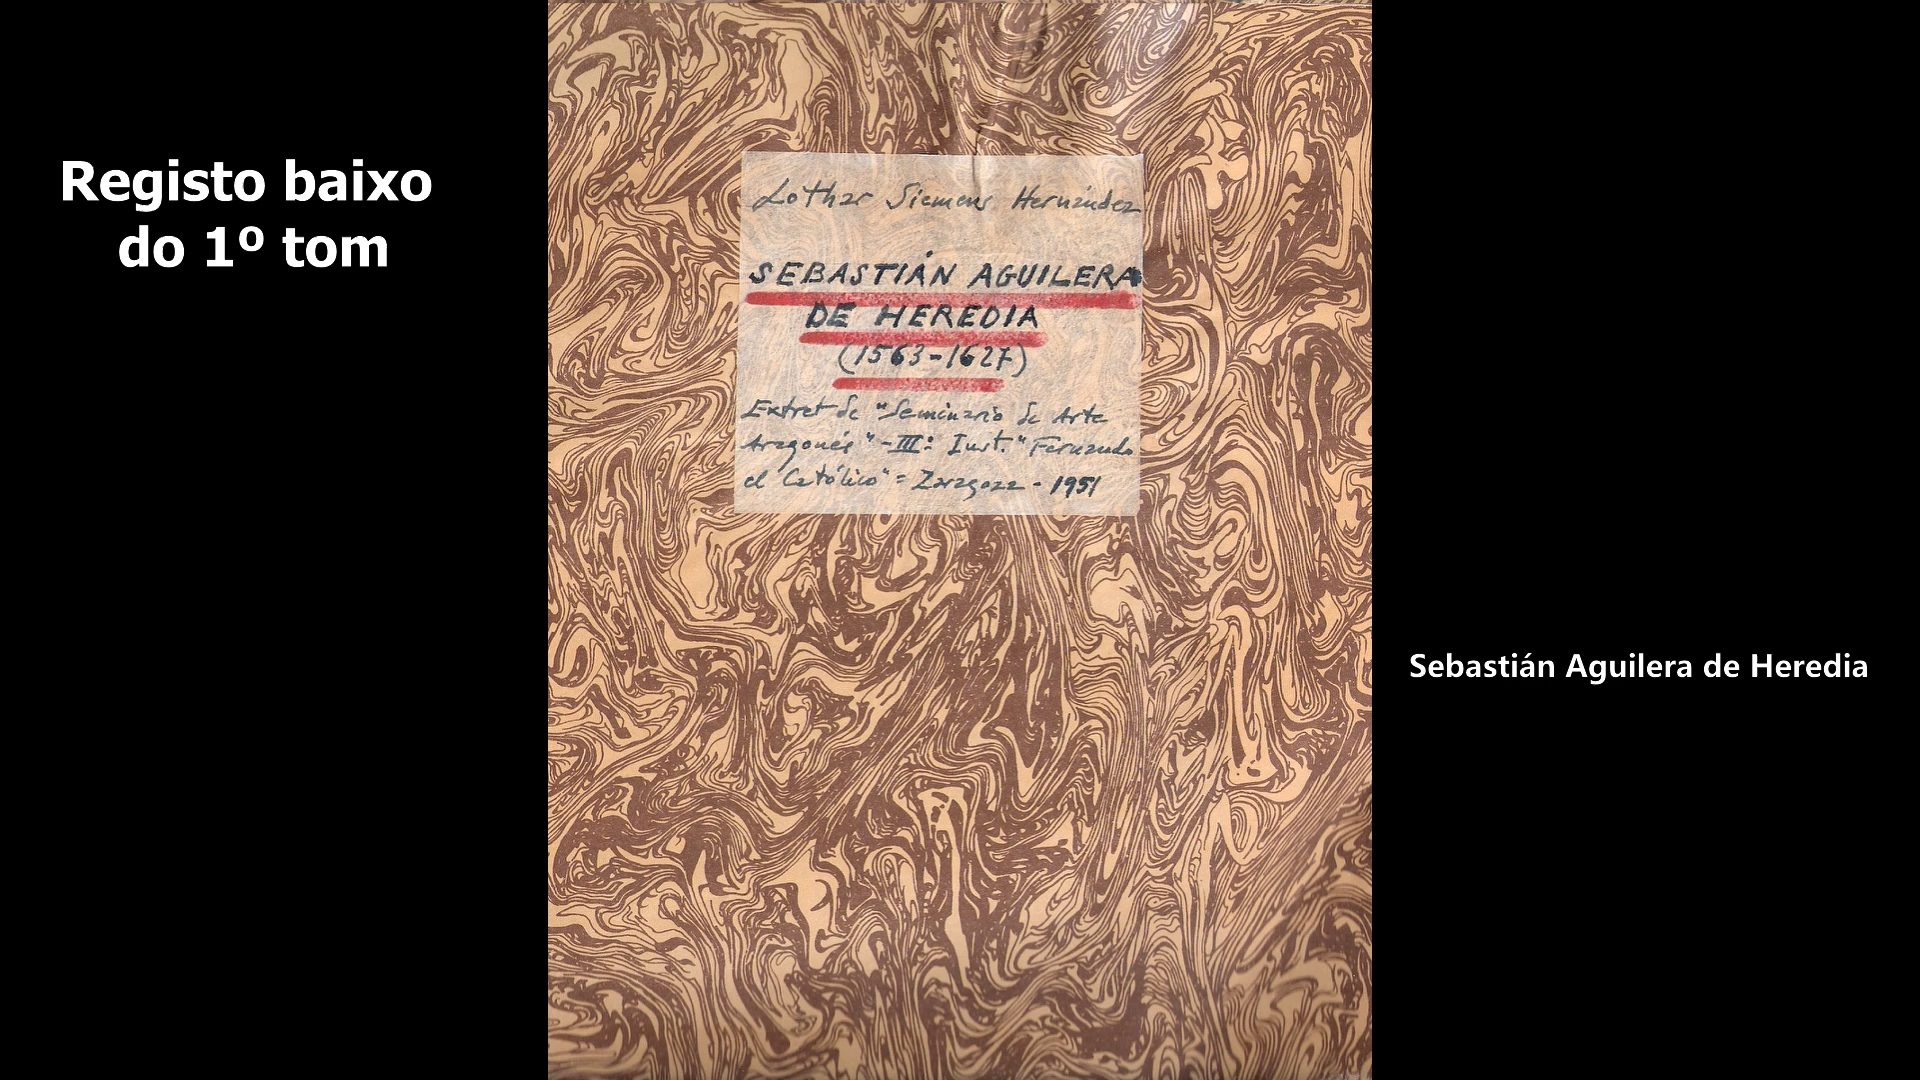 Registo baixo
do 1º tom
Lothar Siemens Hernández
SEBASTIÁN AGUILERA
DE HEREDIA
(1563-1627)
Extret de "Seminario de Arte
Aragonés" - III: Inst. "Fernando
el Católico" = Zaragoza - 1951
Sebastián Aguilera de Heredia